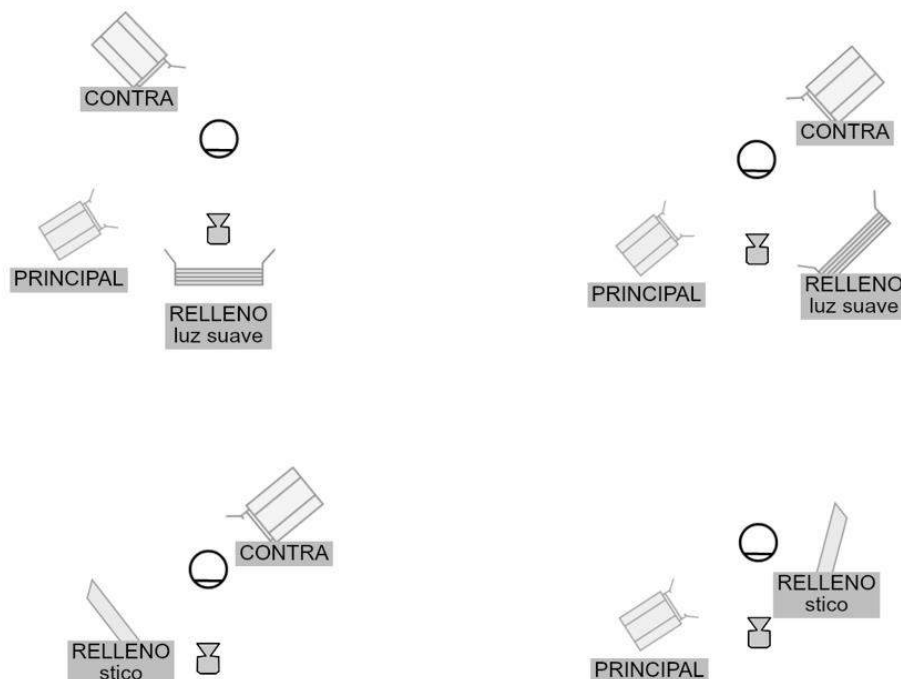 CONTRA
PRINCIPAL
RELLENO
luz suave
CONTRA
PRINCIPAL
RELLENO
luz suave
CONTRA
RELLENO
stico
RELLENO
stico
PRINCIPAL